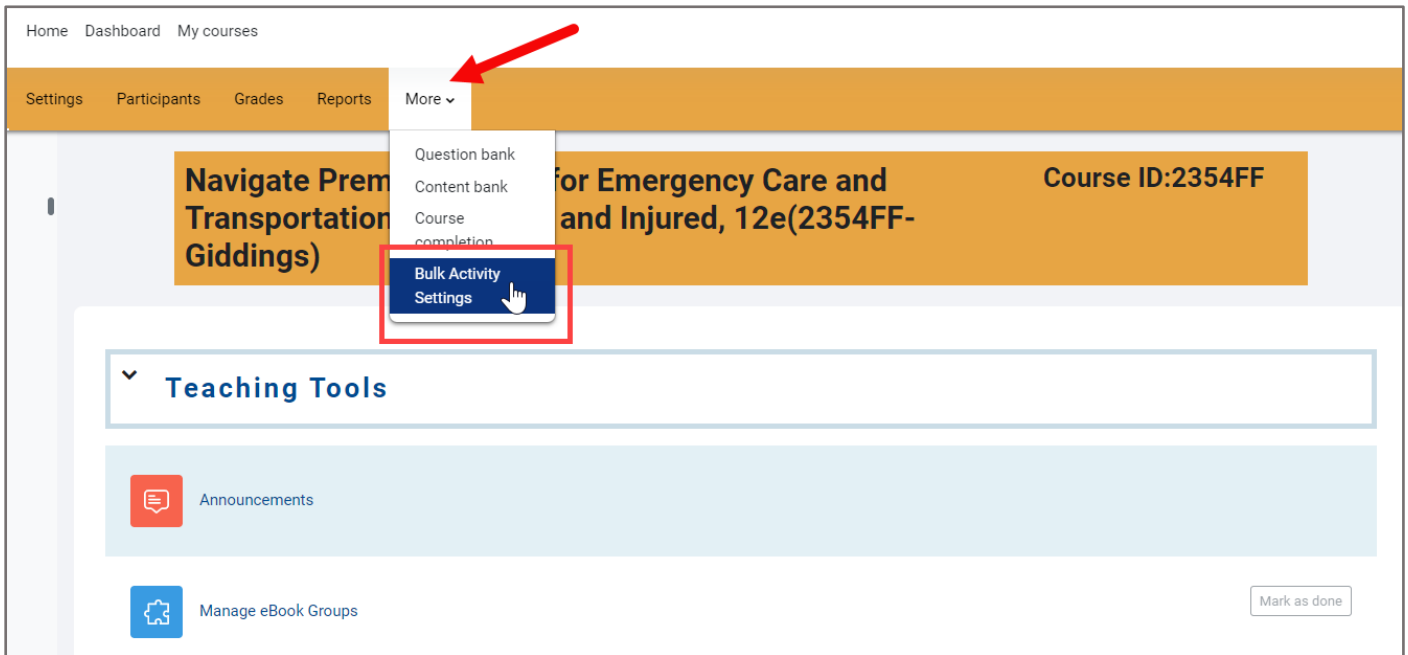 Home Dashboard My courses
Settings Participants Grades Reports More
Question bank
Content bank
Course
completion
Bulk Activity
Settings
Navigate Prem for Emergency Care and
Transportation and Injured, 12e(2354FF-
Giddings)
Course ID:2354FF
Teaching Tools
Announcements
Manage eBook Groups
Mark as done